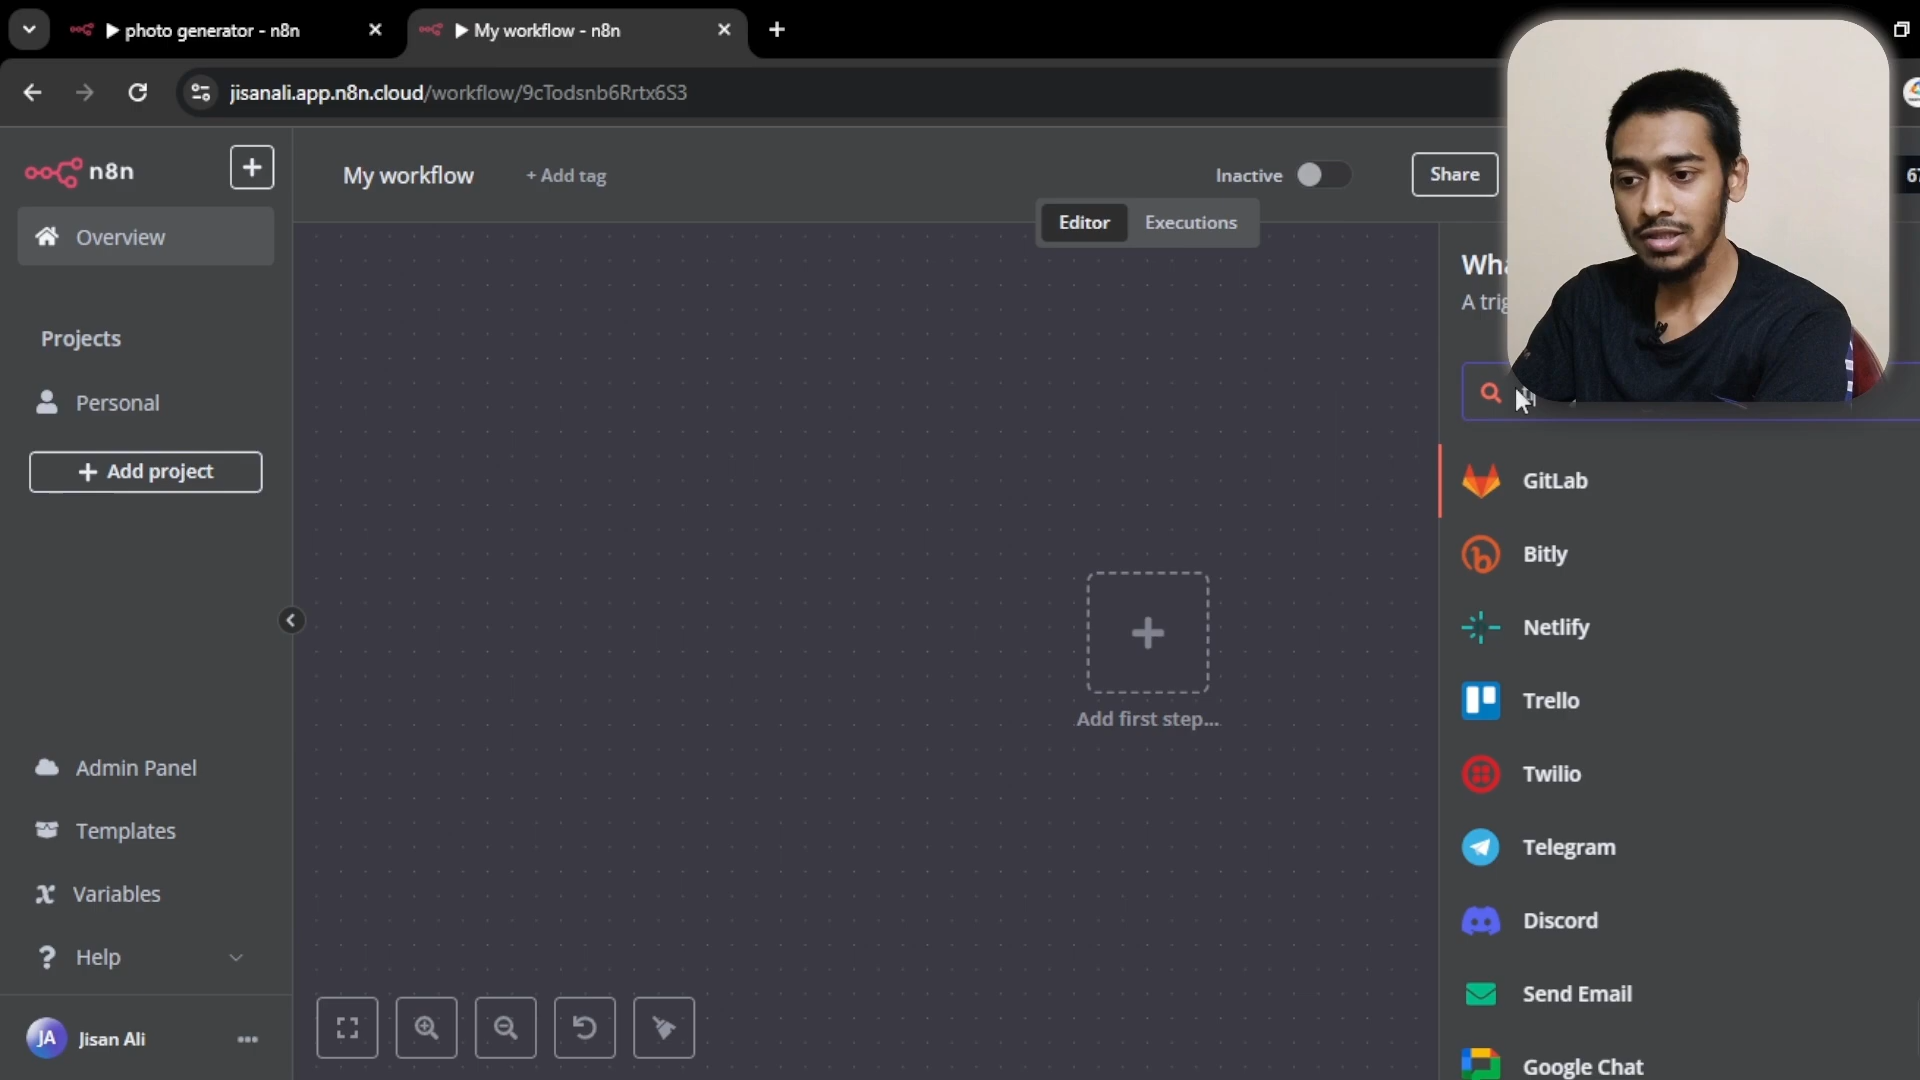 photo generator - n8n
My workflow - n8n
jisanali.app.n8n.cloud/workflow/9cTodsnb6Rrtx6S3
n8n
My workflow
+ Add tag
Inactive
Share
Overview
Editor
Executions
Projects
Personal
Add project
Add first step...
GitLab
Bitly
Netlify
Trello
Twilio
Telegram
Discord
Send Email
Google Chat
Admin Panel
Templates
Variables
Help
JA
Jisan Ali